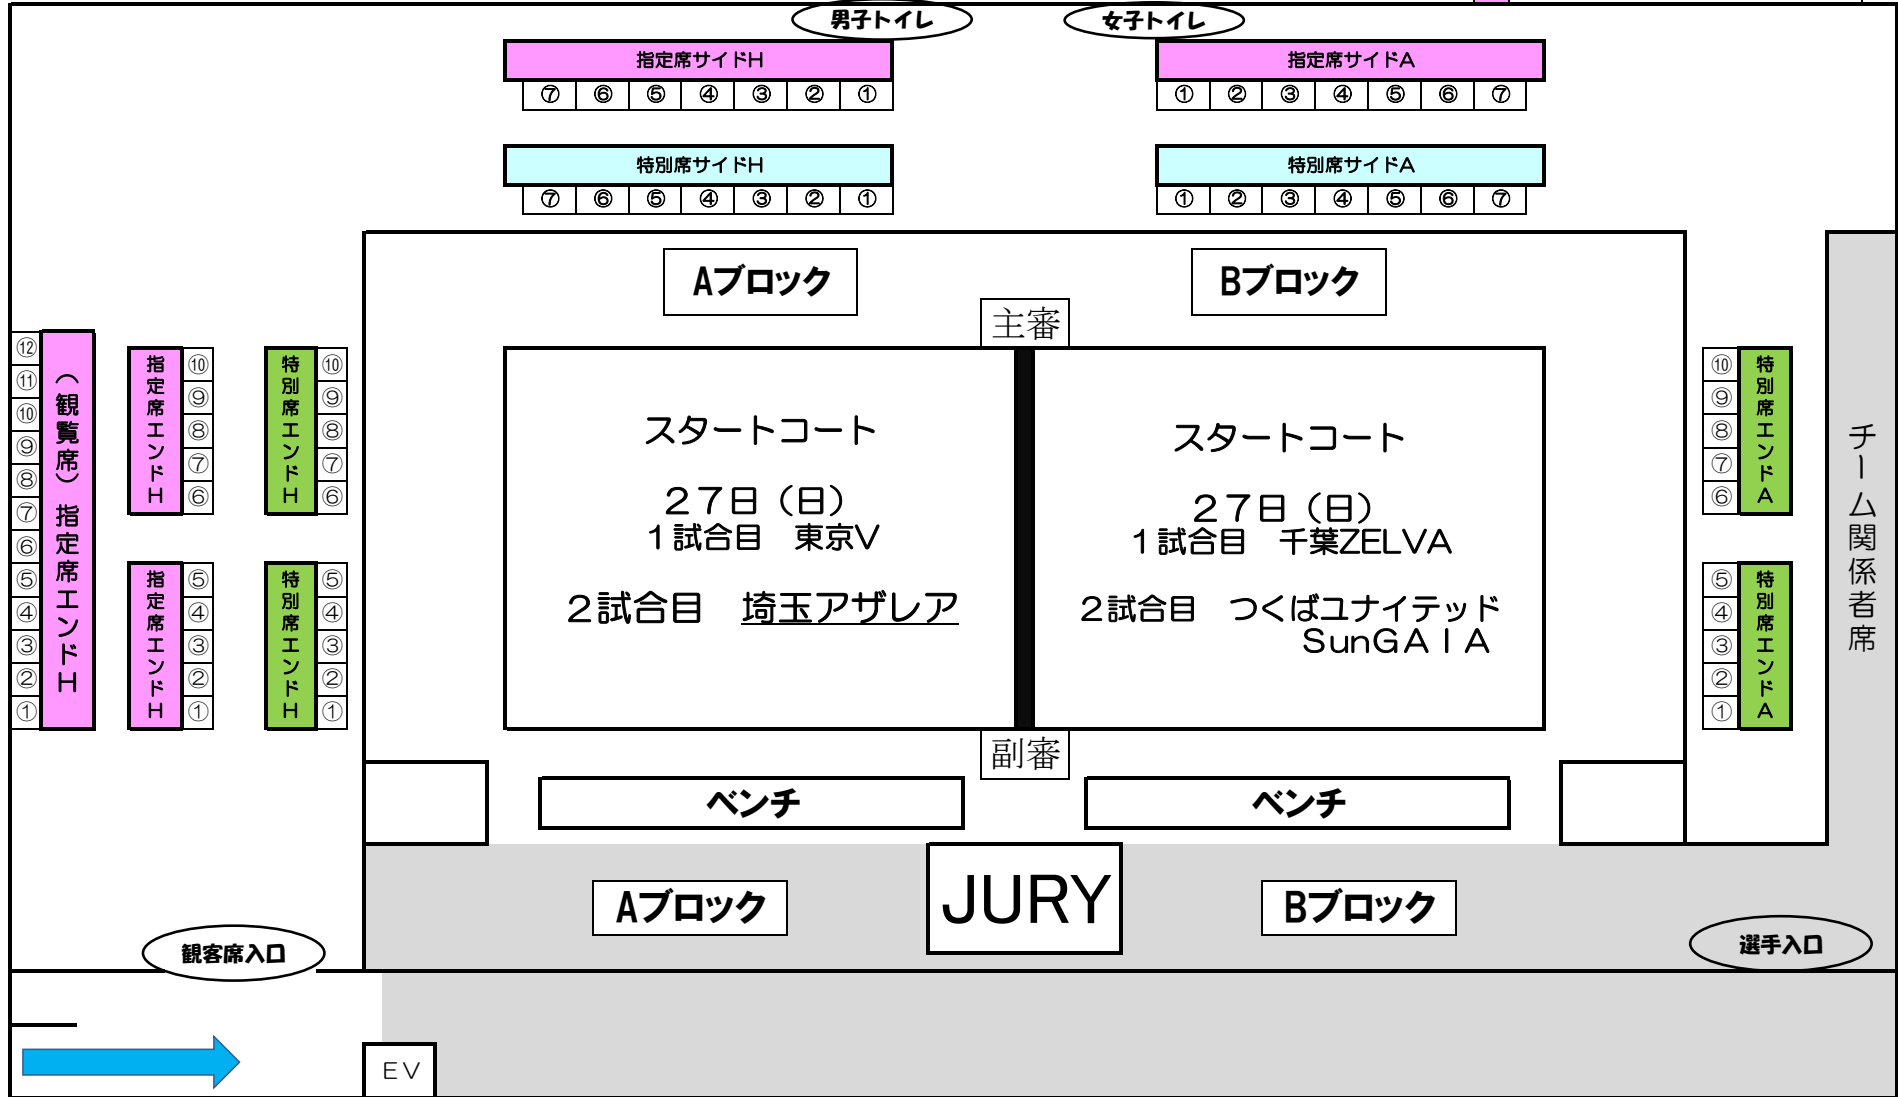 男子トイレ
女子トイレ
指定席サイドH
指定席サイドA
⑦ ⑥ ⑤ ④ ③ ② ①
① ② ③ ④ ⑤ ⑥ ⑦
特別席サイドH
特別席サイドA
⑦ ⑥ ⑤ ④ ③ ② ①
① ② ③ ④ ⑤ ⑥ ⑦
Aブロック
Bブロック
主審
⑫ ⑪ ⑩ ⑨ ⑧ ⑦ ⑥ ⑤ ④ ③ ② ①
（観覧席）指定席エンドH
指定席エンドH
⑩ ⑨ ⑧ ⑦ ⑥
特別席エンドH
⑩ ⑨ ⑧ ⑦ ⑥
指定席エンドH
⑤ ④ ③ ② ①
特別席エンドH
⑤ ④ ③ ② ①
スタートコート
２７日（日）
１試合目　東京V
２試合目　埼玉アザレア
スタートコート
２７日（日）
１試合目　千葉ZELVA
２試合目　つくばユナイテッド
SunGAIA
⑩ ⑨ ⑧ ⑦ ⑥
特別席エンドA
⑤ ④ ③ ② ①
特別席エンドA
チーム関係者席
副審
ベンチ
ベンチ
Aブロック
JURY
Bブロック
観客席入口
選手入口
EV